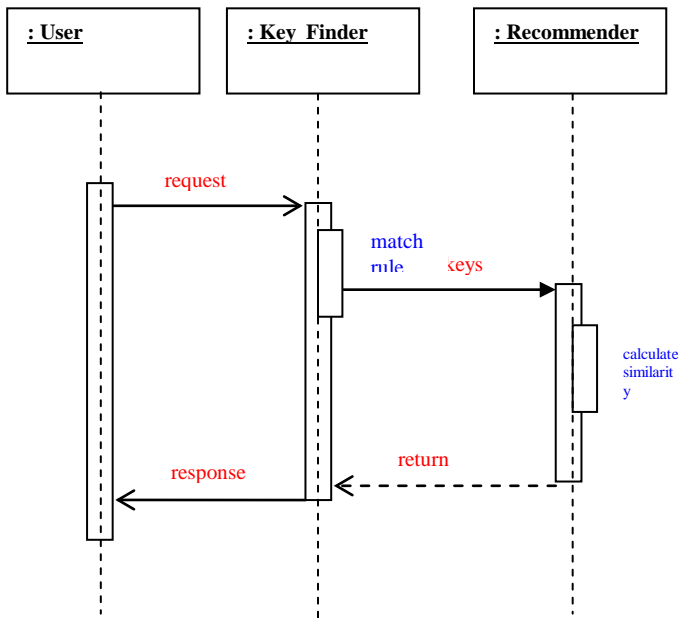 : User
: Key Finder
: Recommender
request
match
rule keys
calculate
similarit
y
response
return